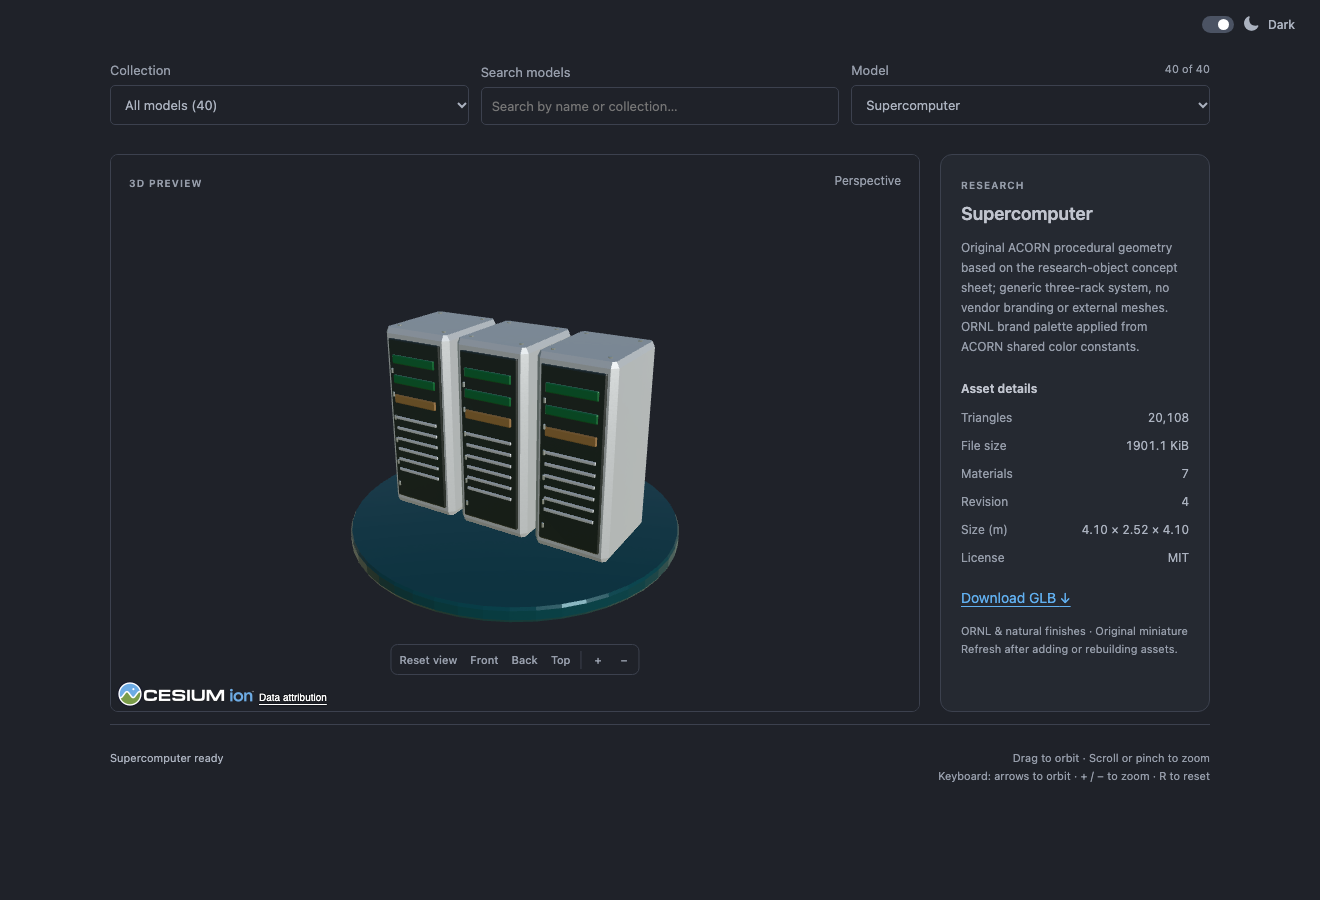 Dark
Collection
All models (40)
Search models
Search by name or collection...
Model
40 of 40
Supercomputer
3D PREVIEW
Perspective
Reset view Front Back Top + −
CESIUM ion Data attribution
RESEARCH
Supercomputer
Original ACORN procedural geometry
based on the research-object concept
sheet; generic three-rack system, no
vendor branding or external meshes.
ORNL brand palette applied from
ACORN shared color constants.
Asset details
Triangles 20,108
File size 1901.1 KiB
Materials 7
Revision 4
Size (m) 4.10 × 2.52 × 4.10
License MIT
Download GLB ↓
ORNL & natural finishes · Original miniature
Refresh after adding or rebuilding assets.
Supercomputer ready
Drag to orbit · Scroll or pinch to zoom
Keyboard: arrows to orbit · + / − to zoom · R to reset